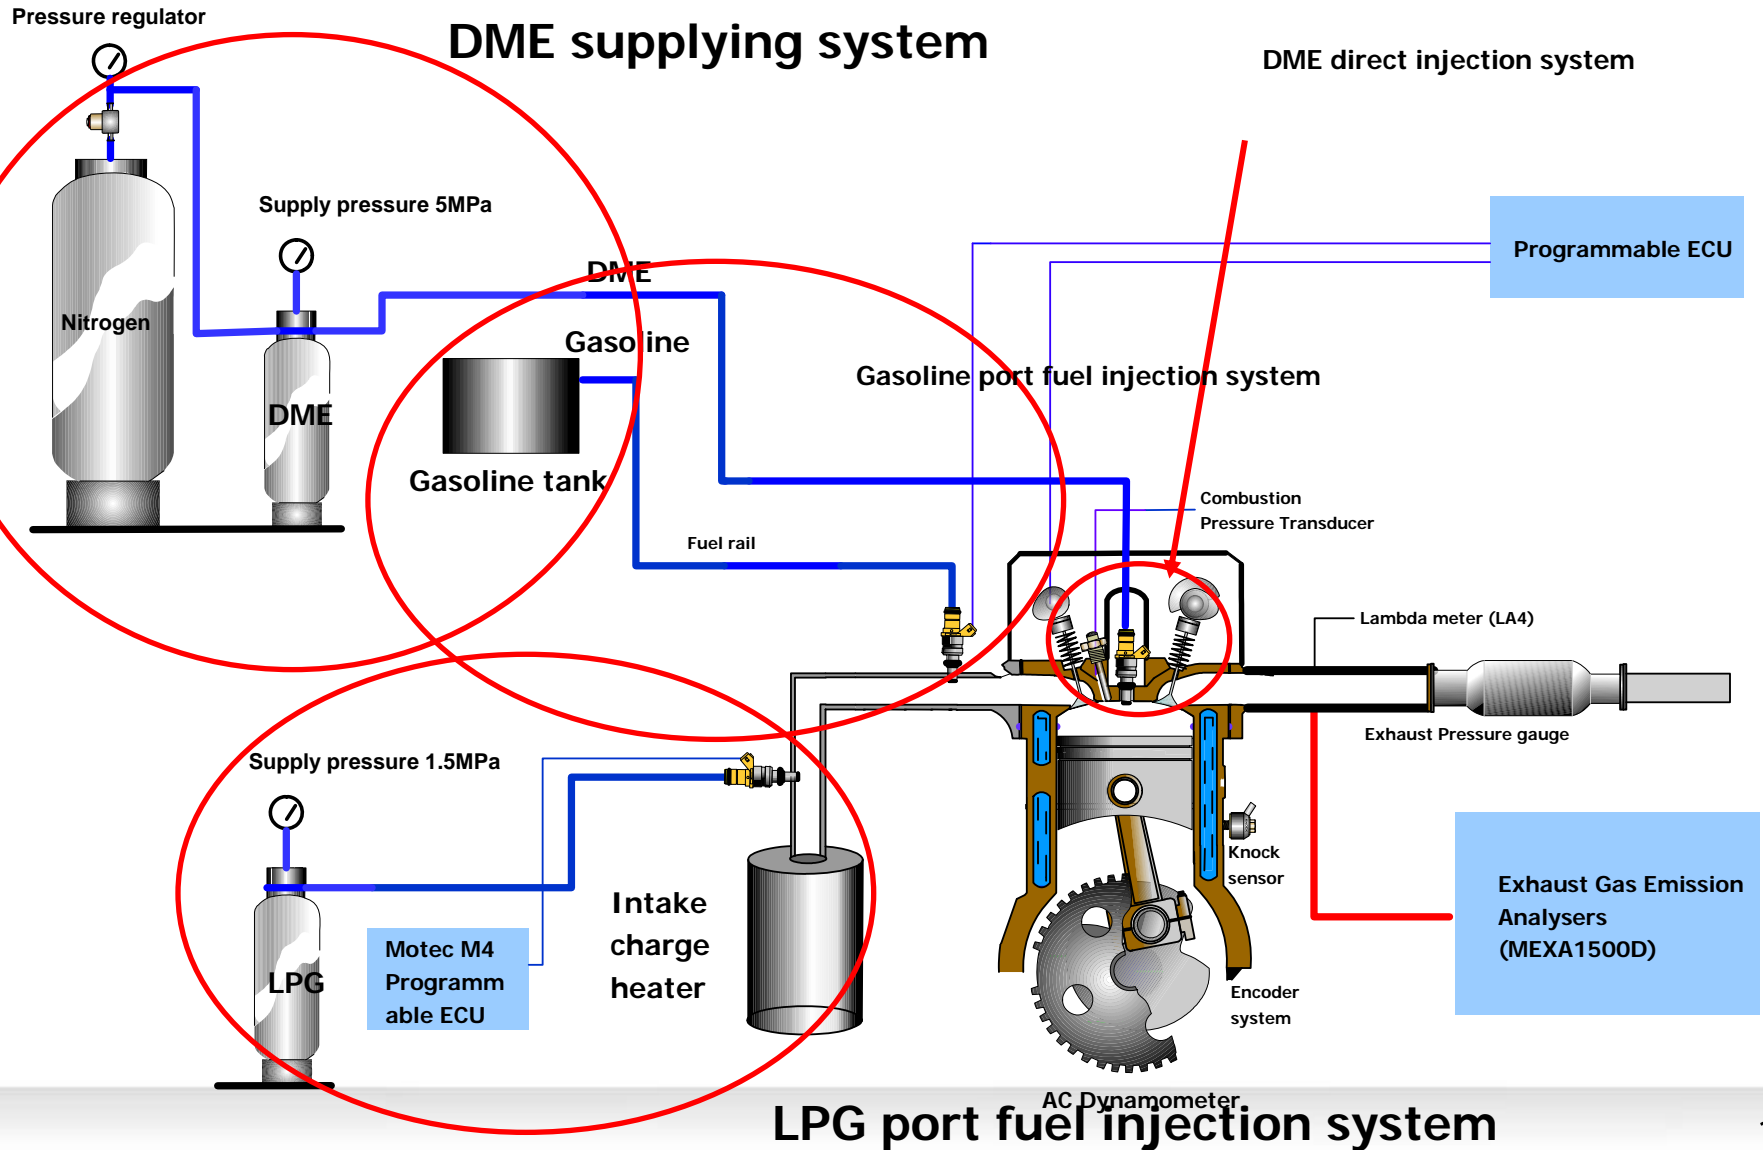 Pressure regulator
DME supplying system
DME direct injection system
Supply pressure 5MPa
Programmable ECU
DME
Nitrogen
Gasoline
Gasoline port fuel injection system
DME
Gasoline tank
Combustion
Pressure Transducer
Fuel rail
Lambda meter (LA4)
Exhaust Pressure gauge
Supply pressure 1.5MPa
Knock
sensor
Exhaust Gas Emission
Analysers
(MEXA1500D)
Intake
charge
heater
Motec M4
Programm
able ECU
LPG
Encoder
system
AC Dynamometer
LPG port fuel injection system